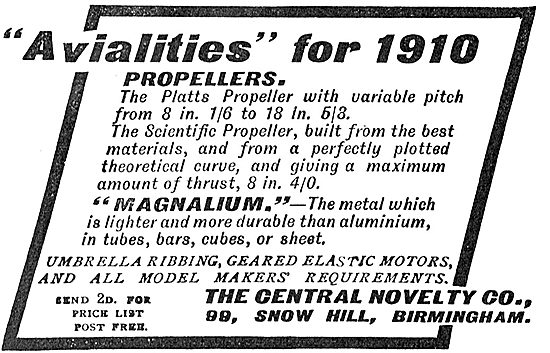 "Avialities" for 1910
PROPELLERS.
The Platts Propeller with variable pitch
from 8 in. 1/6 to 18 In. 5/3.
The Scientific Propeller, built from the best
materials, and from a perfectly plotted
theoretical curve, and giving a maximum
amount of thrust, 8 in. 4/0.
"MAGNALIUM."—The metal which
is lighter and more durable than aluminium,
in tubes, bars, cubes, or sheet.
UMBRELLA RIBBING, GEARED ELASTIC MOTORS,
AND ALL MODEL MAKERS' REQUIREMENTS.
SEND 2D. FOR
PRICE LIST
POST FREE.
THE CENTRAL NOVELTY CO.,
99, SNOW HILL, BIRMINGHAM.